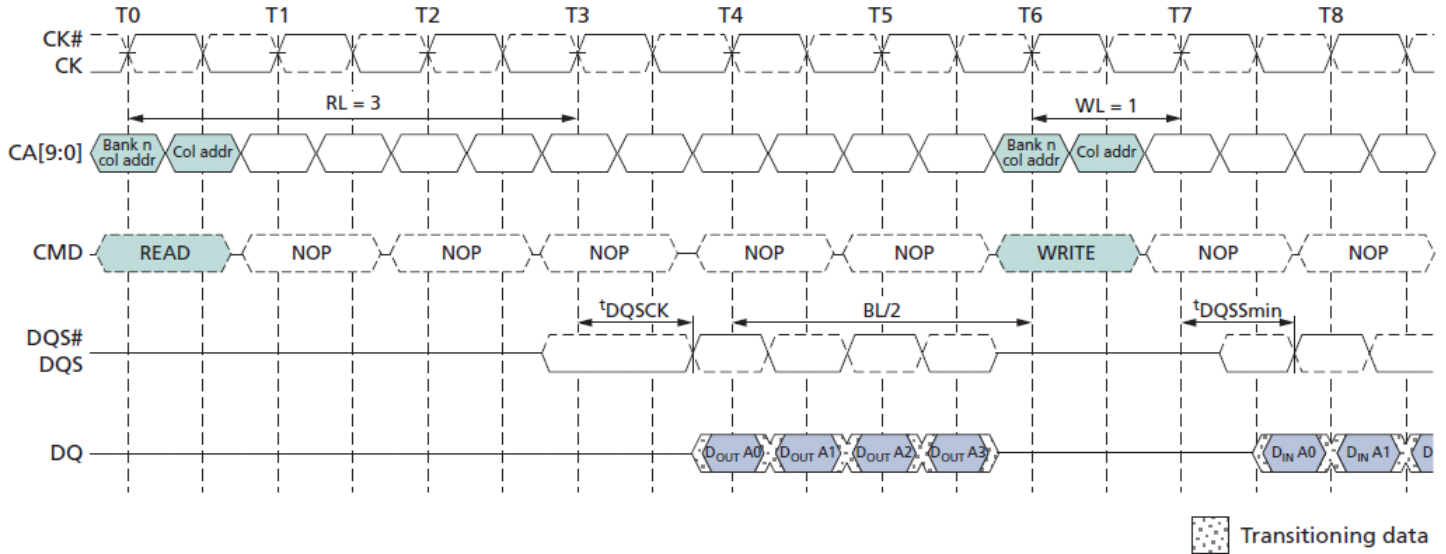 T0 T1 T2 T3 T4 T5 T6 T7 T8
CK#
CK
RL = 3 WL = 1
CA[9:0] Bank n col addr Col addr Bank n col addr Col addr
CMD READ NOP NOP NOP NOP NOP WRITE NOP NOP
tDQSCK BL/2 tDQSSmin
DQS#
DQS
DQ DOUT A0 DOUT A1 DOUT A2 DOUT A3 DIN A0 DIN A1 D
Transitioning data